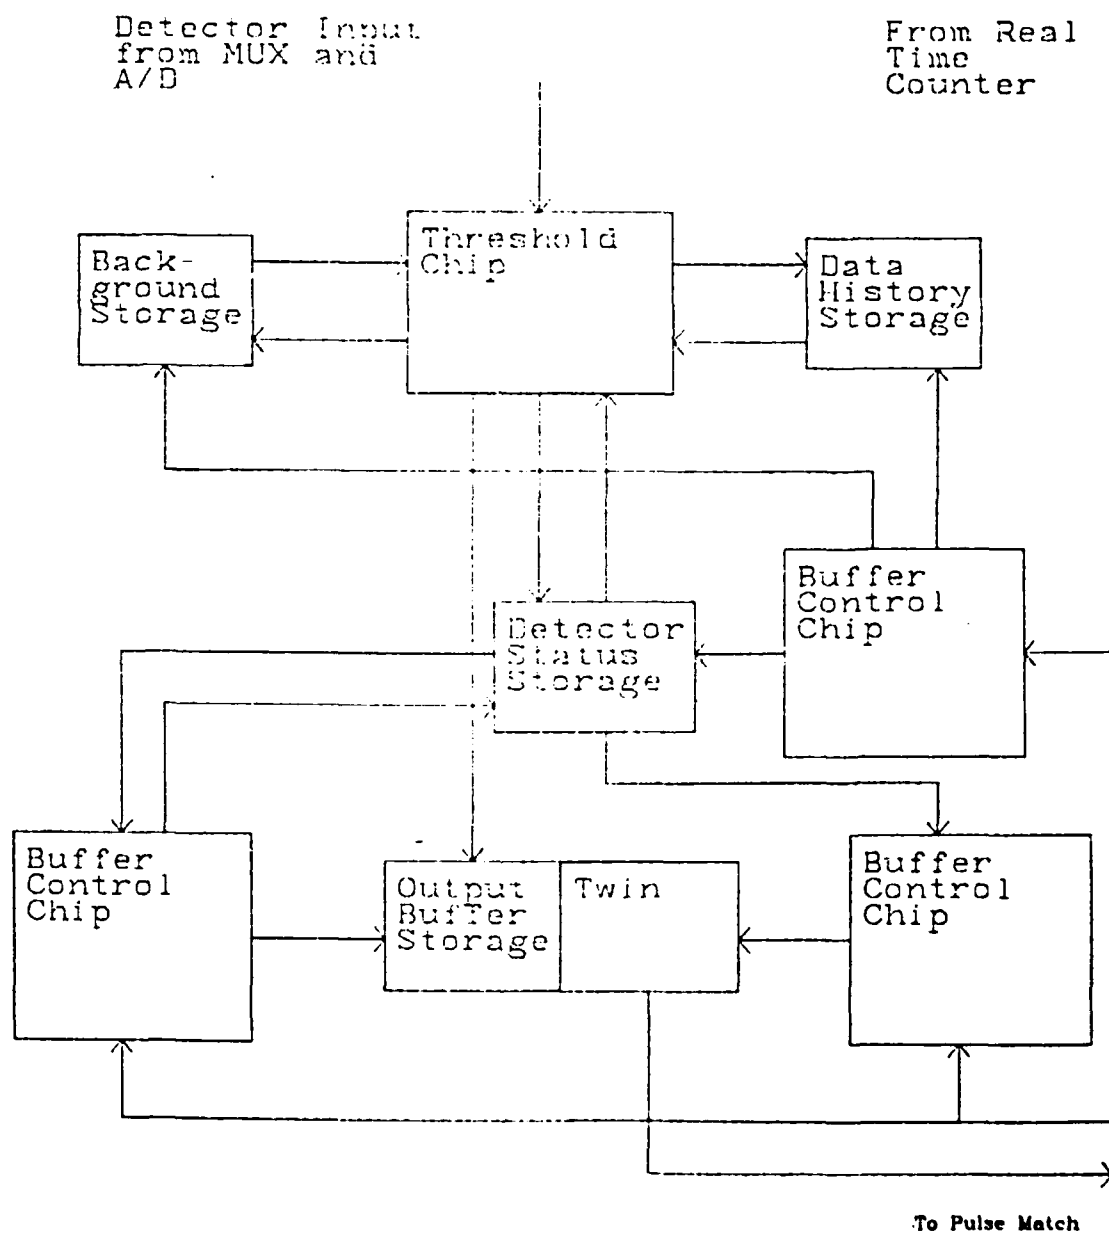 Detector Input
from MUX and
A/D
From Real
Time
Counter
Threshold
Chip
Back-
ground
Storage
Data
History
Storage
Buffer
Control
Chip
Detector
Status
Storage
Buffer
Control
Chip
Output
Buffer
Storage
Twin
Buffer
Control
Chip
To Pulse Match